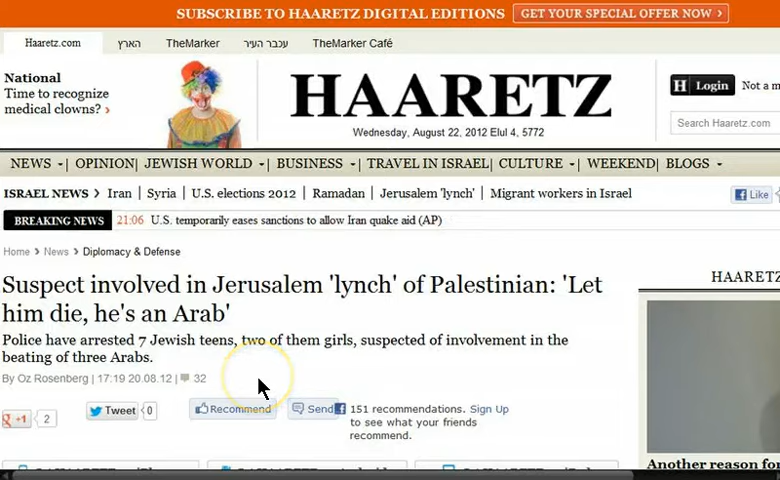 SUBSCRIBE TO HAARETZ DIGITAL EDITIONS GET YOUR SPECIAL OFFER NOW >
Haaretz.com הארץ TheMarker עכבר העיר TheMarker Café
National
Time to recognize
medical clowns? ›
HAARETZ
Wednesday, August 22, 2012 Elul 4, 5772
H Login Not a m
Search Haaretz.com
NEWS OPINION JEWISH WORLD BUSINESS TRAVEL IN ISRAEL CULTURE WEEKEND BLOGS
ISRAEL NEWS Iran Syria U.S. elections 2012 Ramadan Jerusalem 'lynch' Migrant workers in Israel Like
BREAKING NEWS 21:06 U.S. temporarily eases sanctions to allow Iran quake aid (AP)
Home › News › Diplomacy & Defense
Suspect involved in Jerusalem 'lynch' of Palestinian: 'Let
him die, he's an Arab'
Police have arrested 7 Jewish teens, two of them girls, suspected of involvement in the
beating of three Arabs.
By Oz Rosenberg | 17:19 20.08.12 | 32
+1 2 Tweet 0 Recommend Send 151 recommendations. Sign Up
to see what your friends
recommend.
HAARETZ
Another reason for